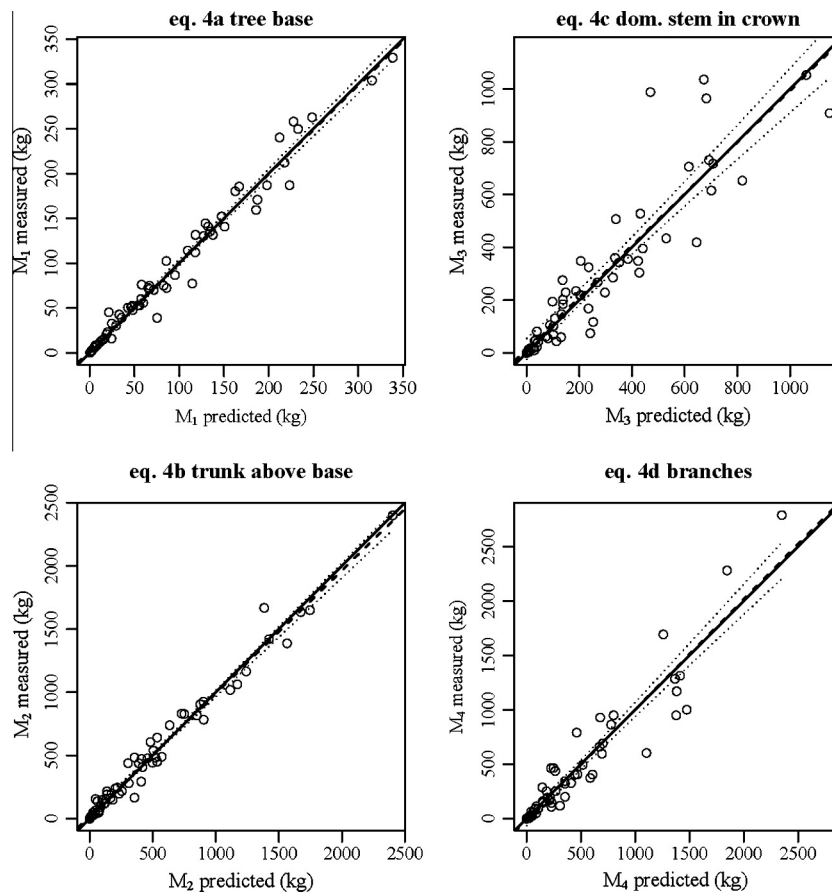 eq. 4a tree base
M₁ measured (kg)
350
300
250
200
150
100
50
0
0 50 100 150 200 250 300 350
M₁ predicted (kg)
eq. 4c dom. stem in crown
M₃ measured (kg)
1000
800
600
400
200
0
0 200 400 600 800 1000
M₃ predicted (kg)
eq. 4b trunk above base
M₂ measured (kg)
2500
2000
1500
1000
500
0
0 500 1000 1500 2000 2500
M₂ predicted (kg)
eq. 4d branches
M₄ measured (kg)
2500
2000
1500
1000
500
0
0 500 1000 1500 2000 2500
M₄ predicted (kg)